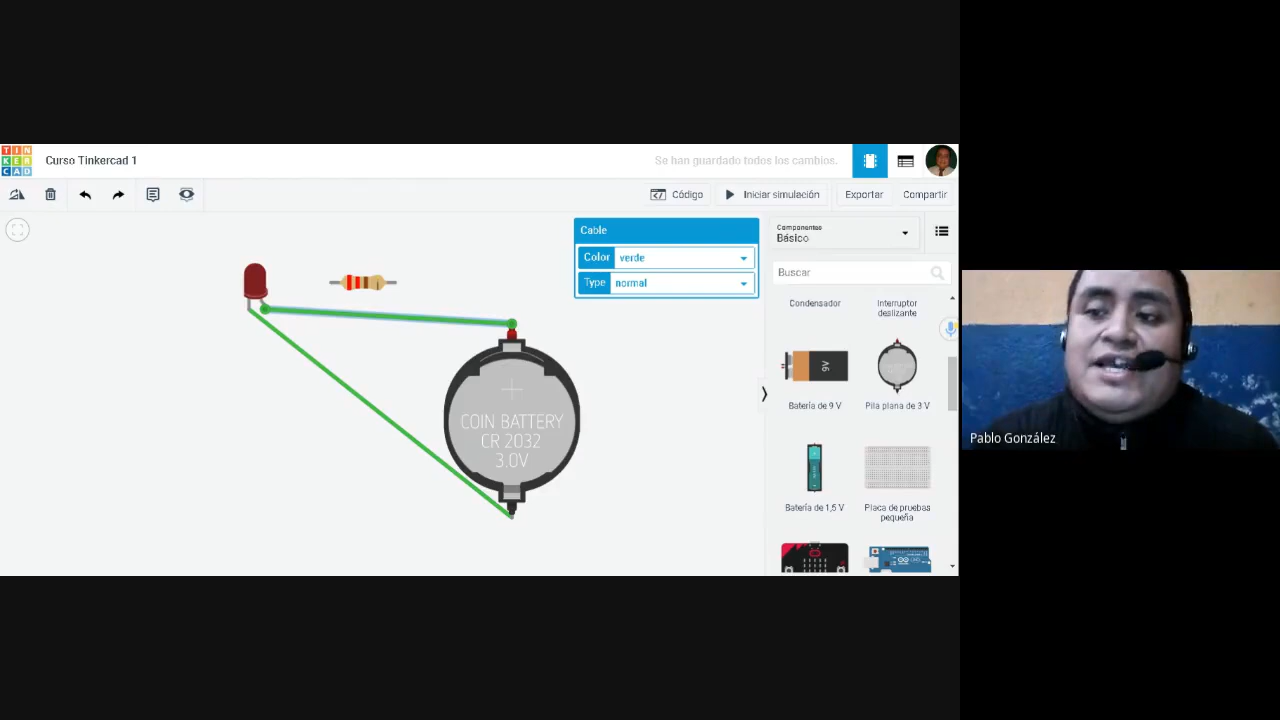 TIN
KER
CAD
Curso Tinkercad 1
Se han guardado todos los cambios.
Código
Iniciar simulación
Exportar
Compartir
Cable
Color verde
Type normal
Componentes
Básico
Buscar
Condensador
Interruptor
deslizante
9V
Batería de 9 V
Pila plana de 3 V
Batería de 1,5 V
Placa de pruebas
pequeña
COIN BATTERY
CR 2032
3.0V
Pablo González